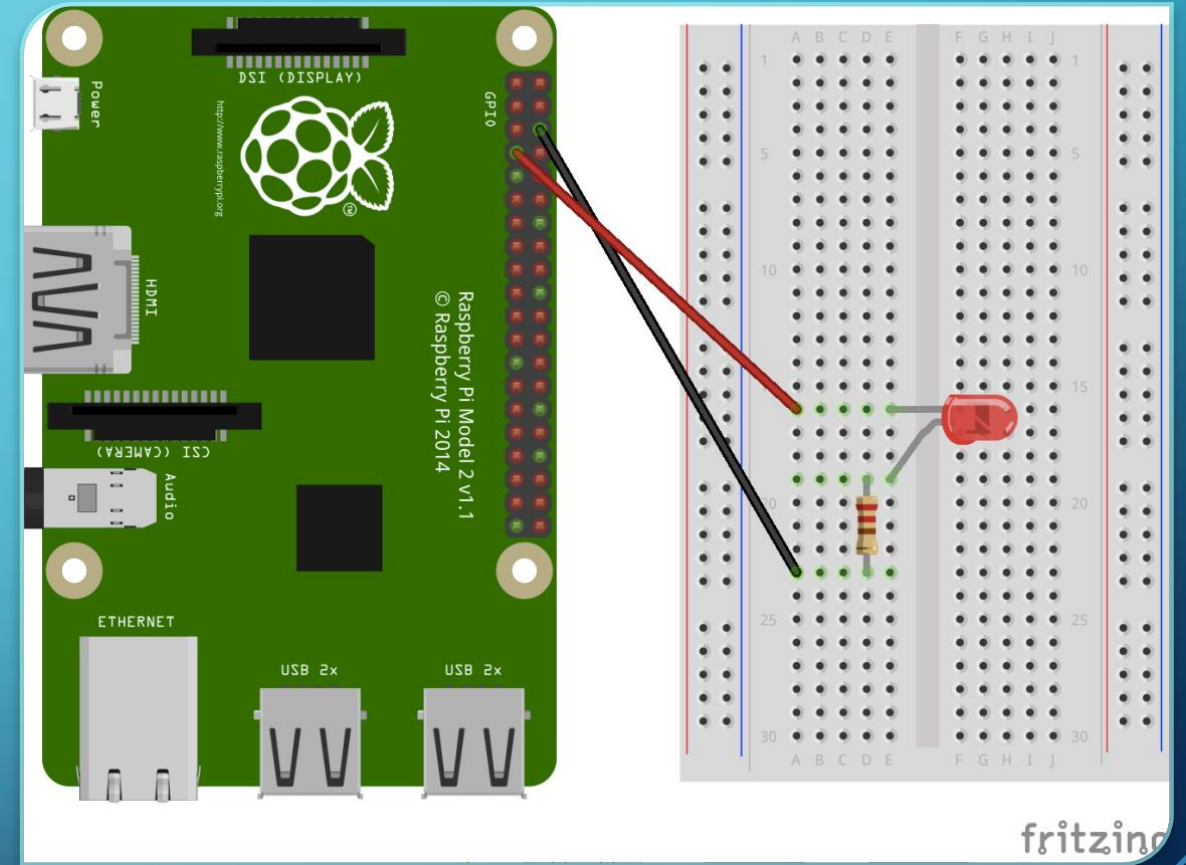 DSI (DISPLAY)
Power
GPIO
http://www.raspberrypi.org
TM
HDMI
Raspberry Pi Model 2 v1.1
© Raspberry Pi 2014
CSI (CAMERA)
Audio
ETHERNET
USB 2x
USB 2x
A B C D E F G H I J
1 1
5 5
10 10
15 15
20 20
25 25
30 30
A B C D E F G H I J
fritzing